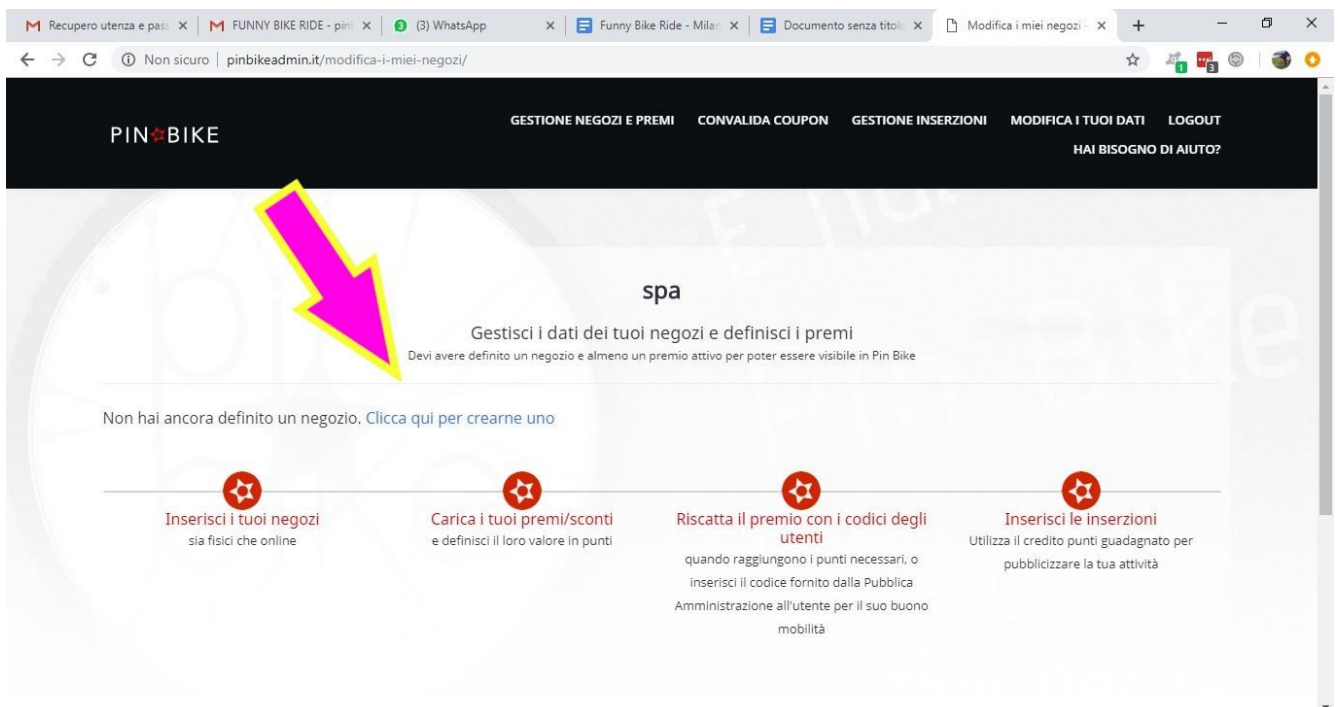 Recupero utenza e pass
FUNNY BIKE RIDE - pin
(3) WhatsApp
Funny Bike Ride - Milan
Documento senza titolo
Modifica i miei negozi -
Non sicuro | pinbikeadmin.it/modifica-i-miei-negozi/
1
3
PIN BIKE
GESTIONE NEGOZI E PREMI CONVALIDA COUPON GESTIONE INSERZIONI MODIFICA I TUOI DATI LOGOUT
HAI BISOGNO DI AIUTO?
spa
Gestisci i dati dei tuoi negozi e definisci i premi
Devi avere definito un negozio e almeno un premio attivo per poter essere visibile in Pin Bike
Non hai ancora definito un negozio. Clicca qui per crearne uno
Inserisci i tuoi negozi
sia fisici che online
Carica i tuoi premi/sconti
e definisci il loro valore in punti
Riscatta il premio con i codici degli
utenti
quando raggiungono i punti necessari, o
inserisci il codice fornito dalla Pubblica
Amministrazione all'utente per il suo buono
mobilità
Inserisci le inserzioni
Utilizza il credito punti guadagnato per
pubblicizzare la tua attività